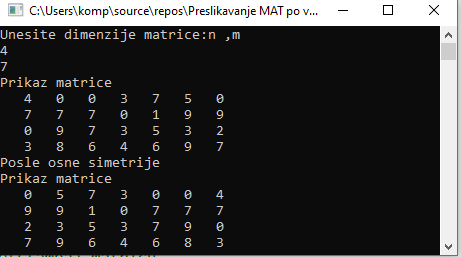 C:\Users\komp\source\repos\Preslikavanje MAT po v...
Unesite dimenzije matrice:n ,m
4
7
Prikaz matrice
4 0 0 3 7 5 0
7 7 7 0 1 9 9
0 9 7 3 5 3 2
3 8 6 4 6 9 7
Posle osne simetrije
Prikaz matrice
0 5 7 3 0 0 4
9 9 1 0 7 7 7
2 3 5 3 7 9 0
7 9 6 4 6 8 3